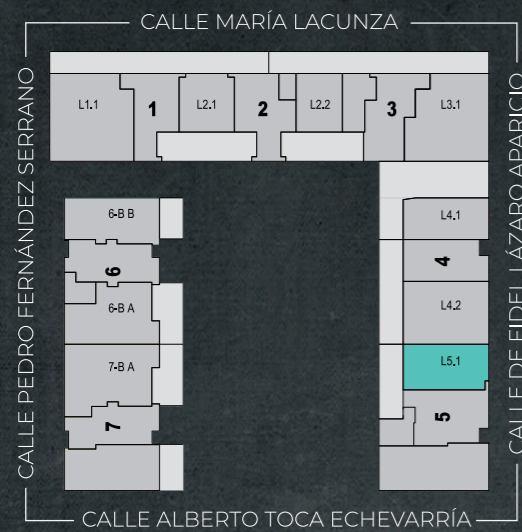 CALLE MARÍA LACUNZA
CALLE PEDRO FERNÁNDEZ SERRANO
CALLE DE FIDEL LÁZARO APARICIO
L1.1
1
L2.1
2
L2.2
3
L3.1
6-B B
6
6-B A
7-B A
7
L4.1
4
L4.2
L5.1
5
CALLE ALBERTO TOCA ECHEVARRÍA